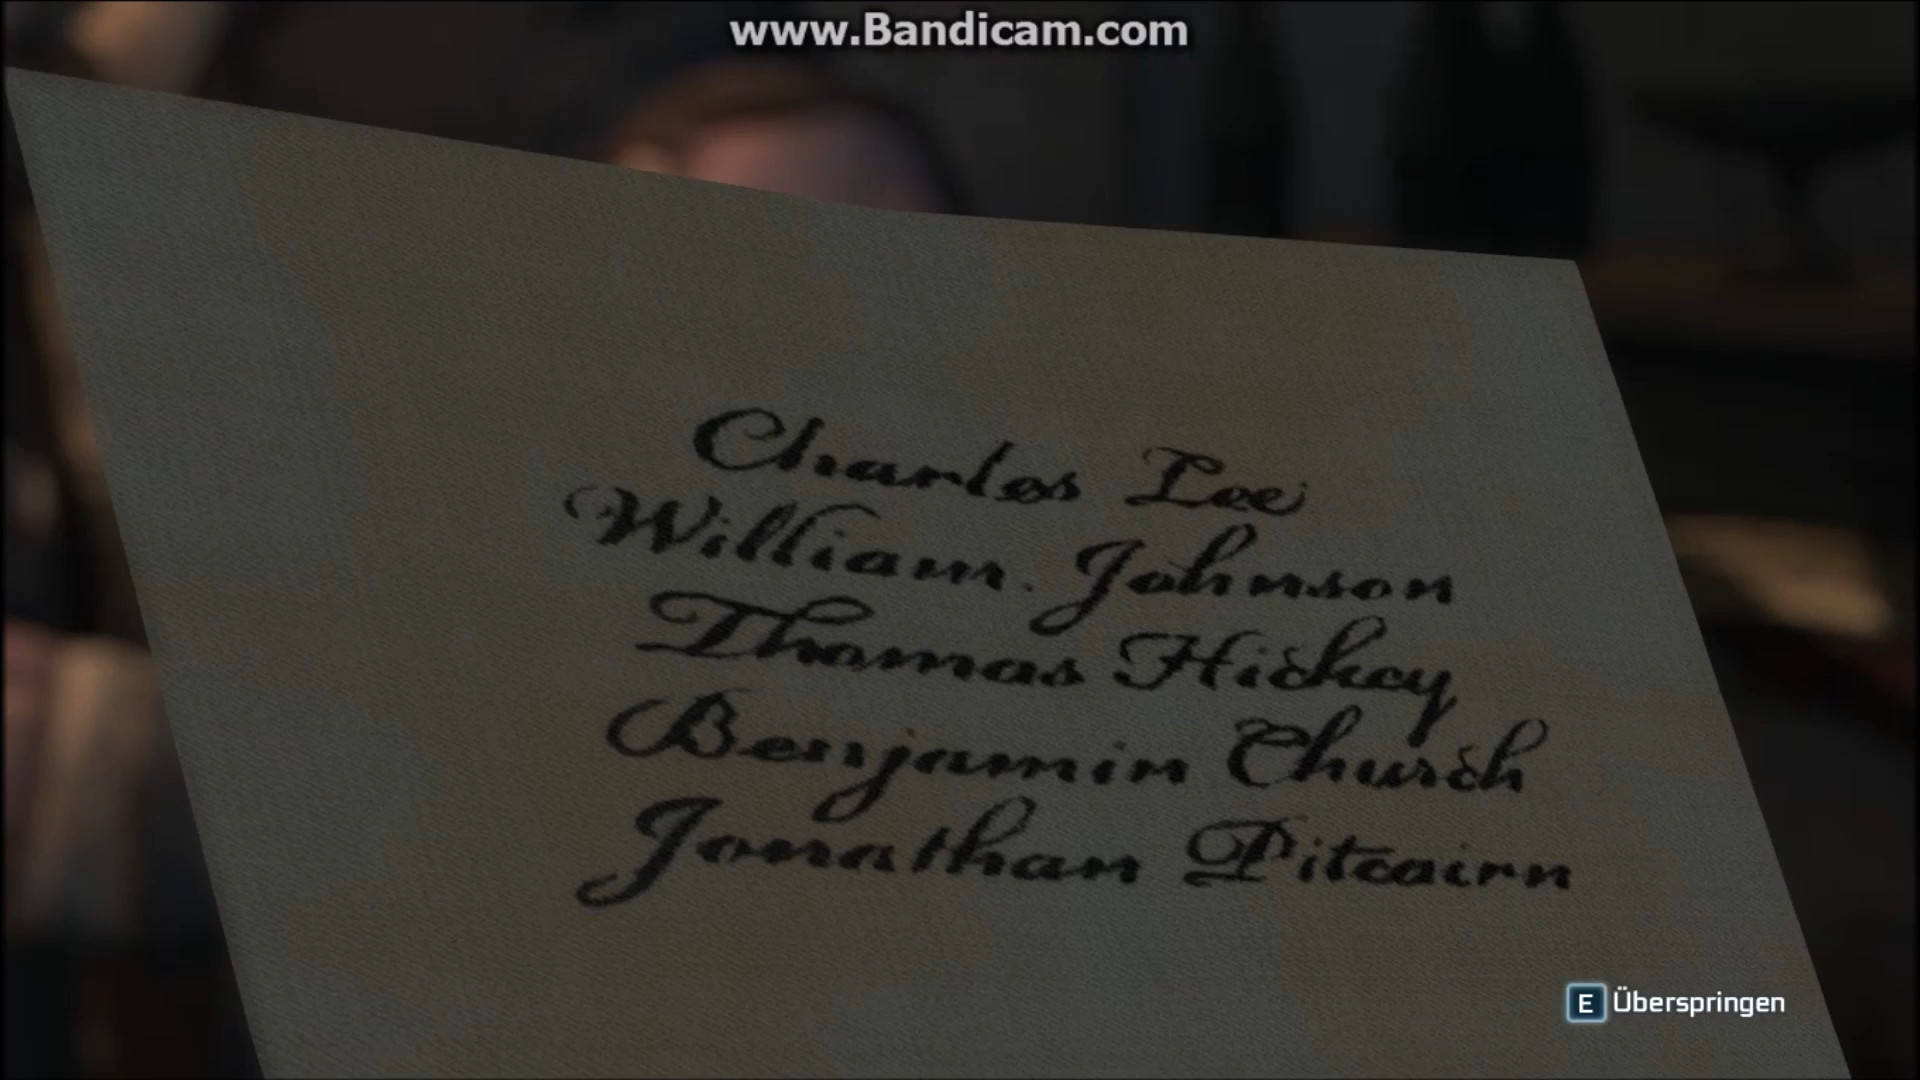 www.Bandicam.com
Charles Lee
William Johnson
Thomas Hickey
Benjamin Church
Jonathan Pitcairn
E Überspringen